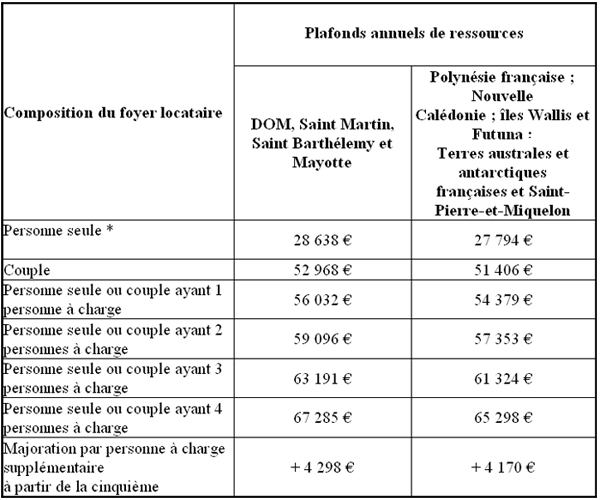 Composition du foyer locataire
Plafonds annuels de ressources
DOM, Saint Martin,
Saint Barthélemy et
Mayotte
Polynésie française ;
Nouvelle
Calédonie ; îles Wallis et
Futuna :
Terres australes et
antarctiques
françaises et Saint-
Pierre-et-Miquelon
Personne seule *
28 638 €
27 794 €
Couple
52 968 €
51 406 €
Personne seule ou couple ayant 1
personne à charge
56 032 €
54 379 €
Personne seule ou couple ayant 2
personnes à charge
59 096 €
57 353 €
Personne seule ou couple ayant 3
personnes à charge
63 191 €
61 324 €
Personne seule ou couple ayant 4
personnes à charge
67 285 €
65 298 €
Majoration par personne à charge
supplémentaire
à partir de la cinquième
+ 4 298 €
+ 4 170 €